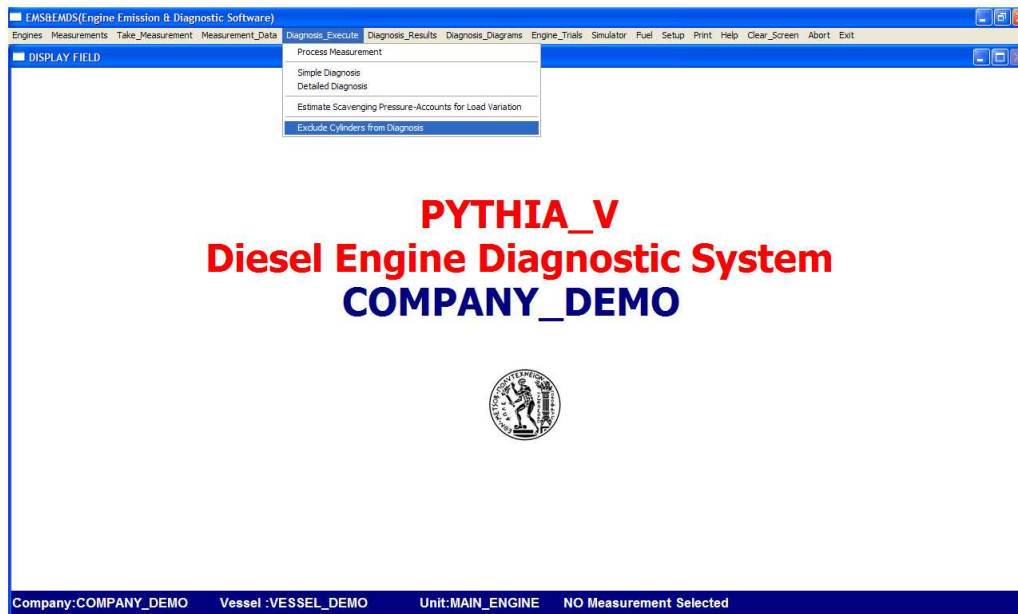 EMS&EMDS(Engine Emission & Diagnostic Software)
Engines Measurements Take_Measurement Measurement_Data Diagnosis_Execute Diagnosis_Results Diagnosis_Diagrams Engine_Trials Simulator Fuel Setup Print Help Clear_Screen Abort Exit
DISPLAY FIELD
Process Measurement
Simple Diagnosis
Detailed Diagnosis
Estimate Scavenging Pressure-Accounts for Load Variation
Exclude Cylinders from Diagnosis
PYTHIA_V
Diesel Engine Diagnostic System
COMPANY_DEMO
Company:COMPANY_DEMO Vessel :VESSEL_DEMO Unit:MAIN_ENGINE NO Measurement Selected